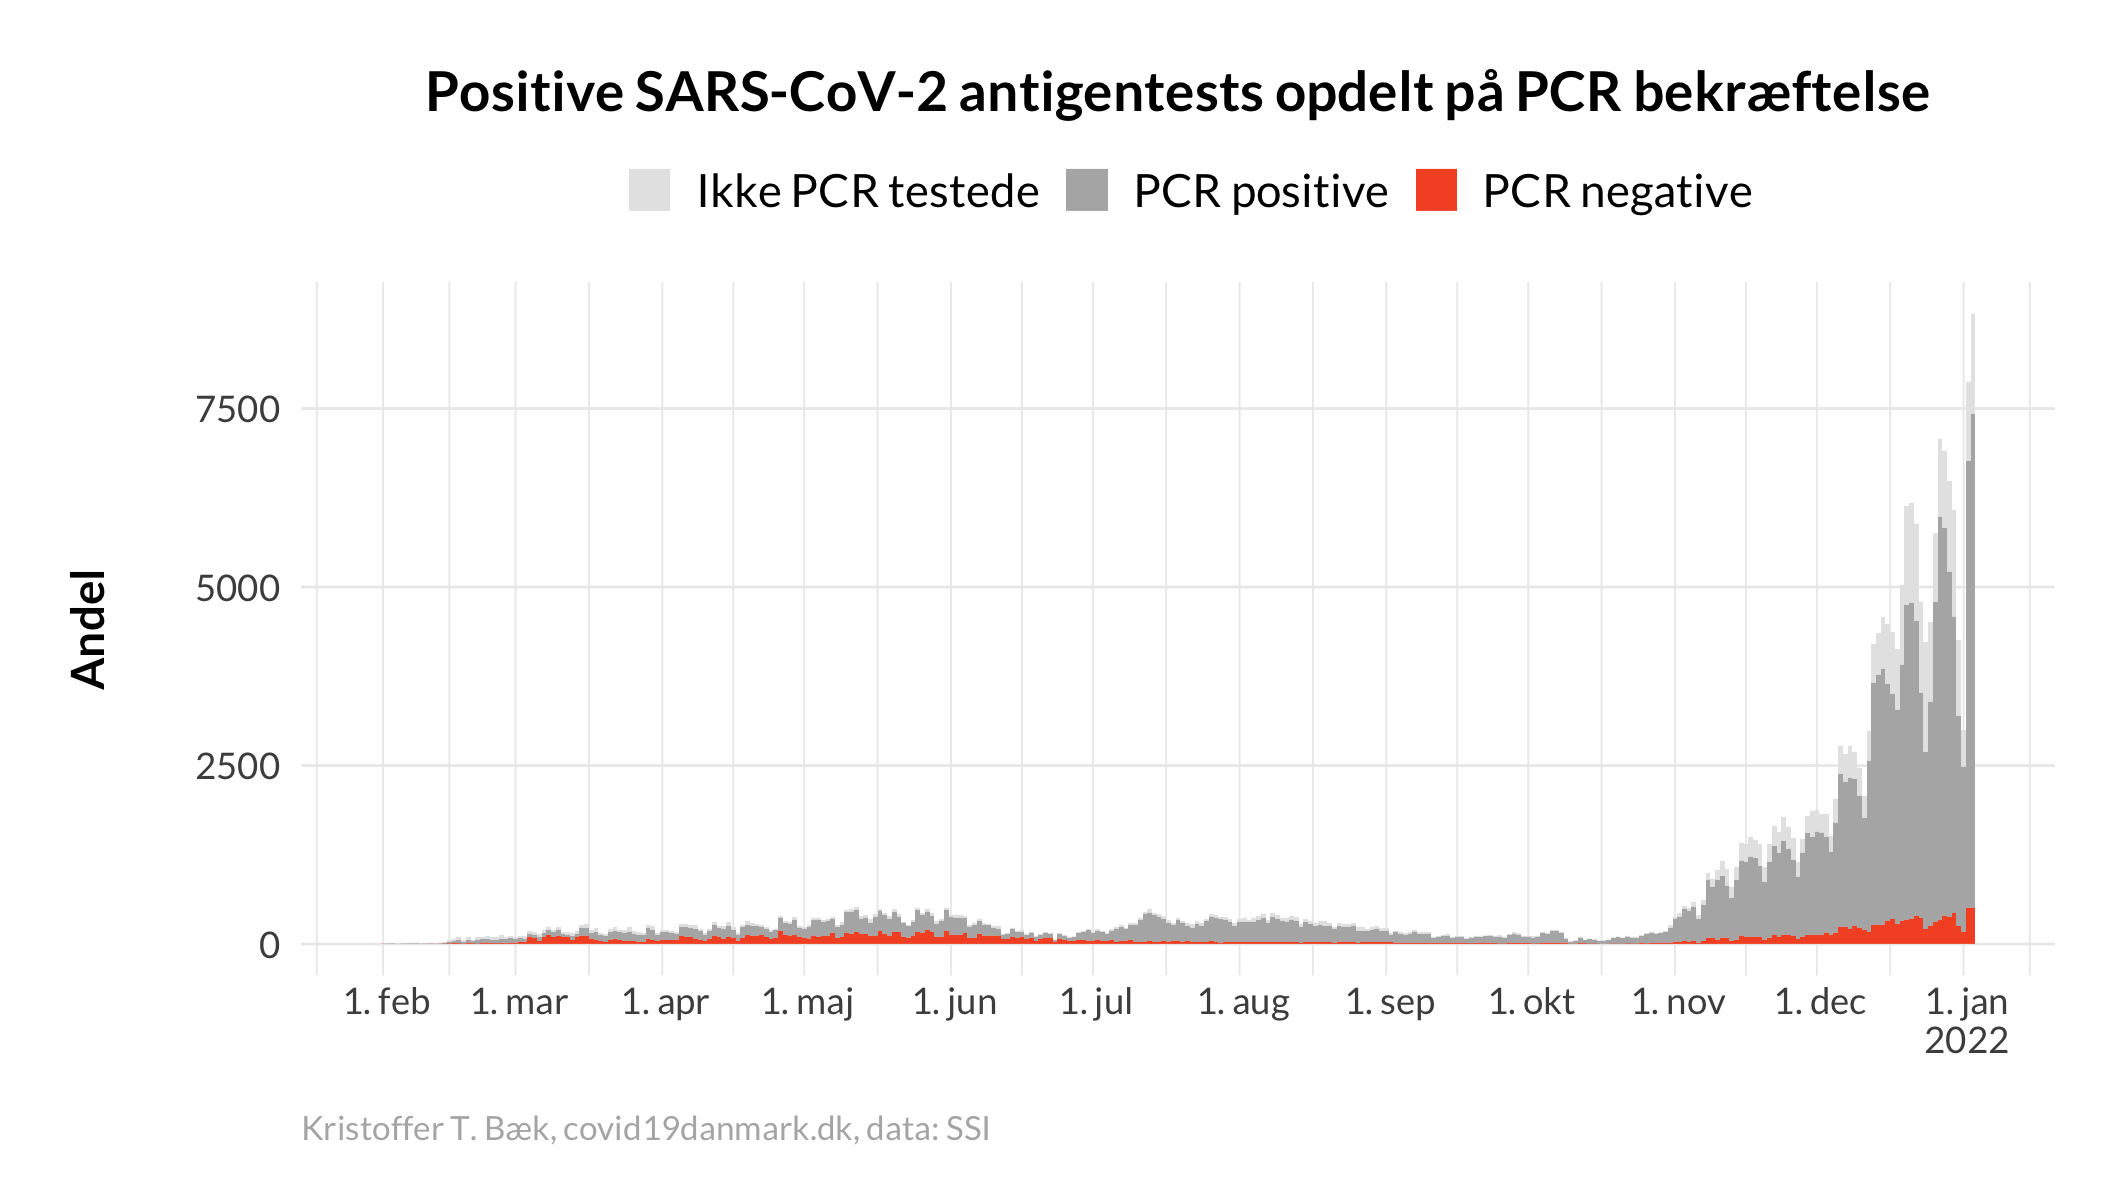 Positive SARS-CoV-2 antigentests opdelt på PCR bekræftelse
Ikke PCR testede PCR positive PCR negative
Andel
7500
5000
2500
0
1. feb 1. mar 1. apr 1. maj 1. jun 1. jul 1. aug 1. sep 1. okt 1. nov 1. dec 1. jan
2022
Kristoffer T. Bæk, covid19danmark.dk, data: SSI